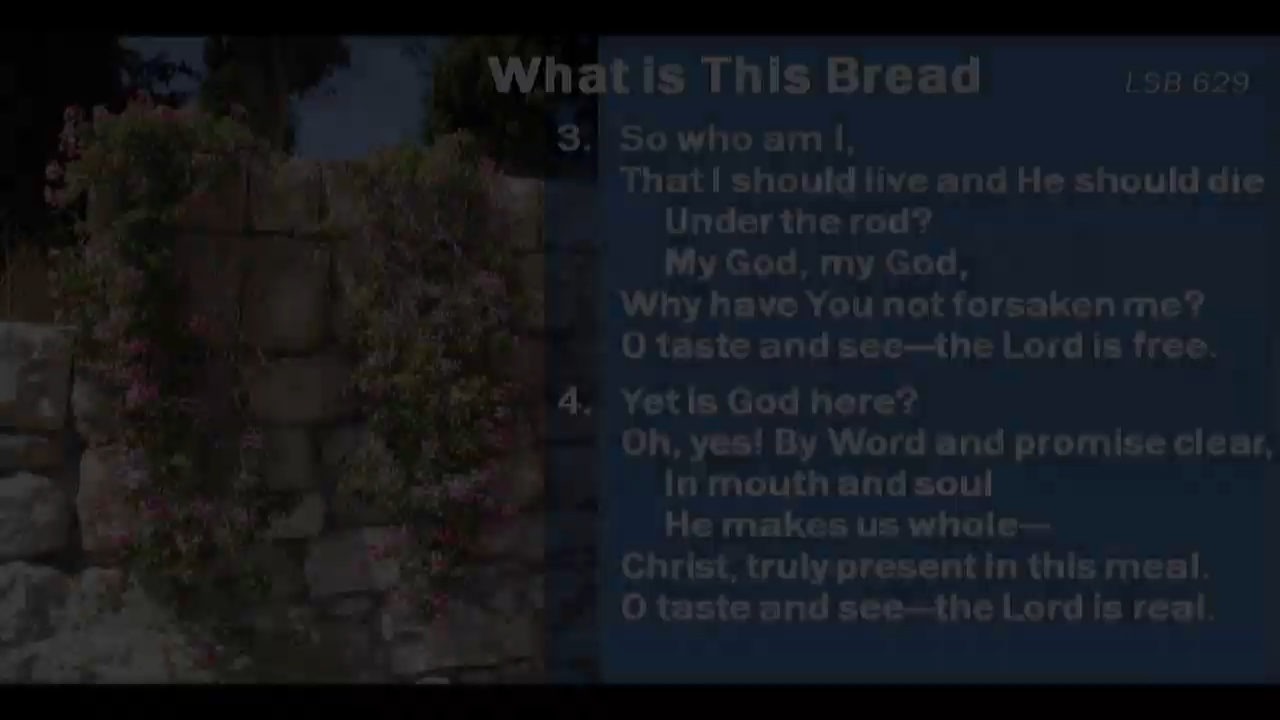 What is This Bread LSB 629
3. So who am I,
That I should live and He should die
Under the rod?
My God, my God,
Why have You not forsaken me?
O taste and see—the Lord is free.
4. Yet is God here?
Oh, yes! By Word and promise clear,
In mouth and soul
He makes us whole—
Christ, truly present in this meal.
O taste and see—the Lord is real.